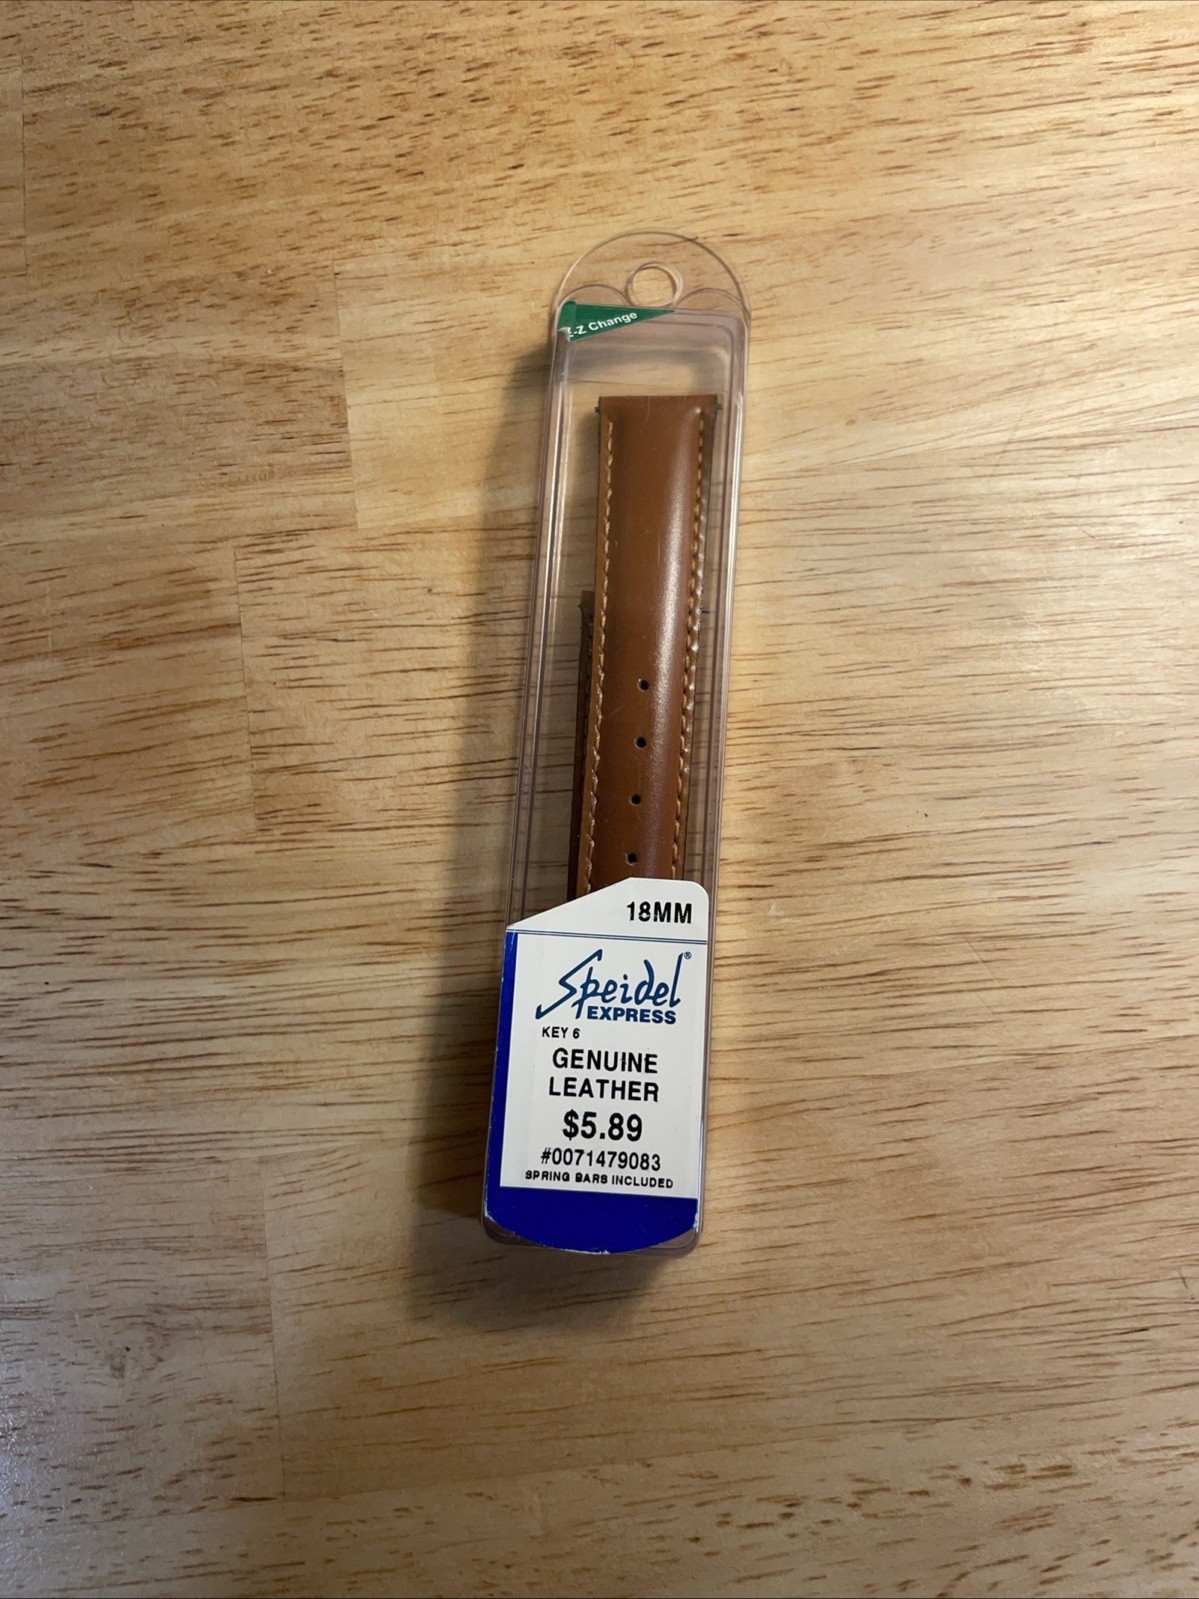 -Z Change
18MM
Speidel®
EXPRESS
KEY 6
GENUINE
LEATHER
$5.89
#0071479083
SPRING BARS INCLUDED